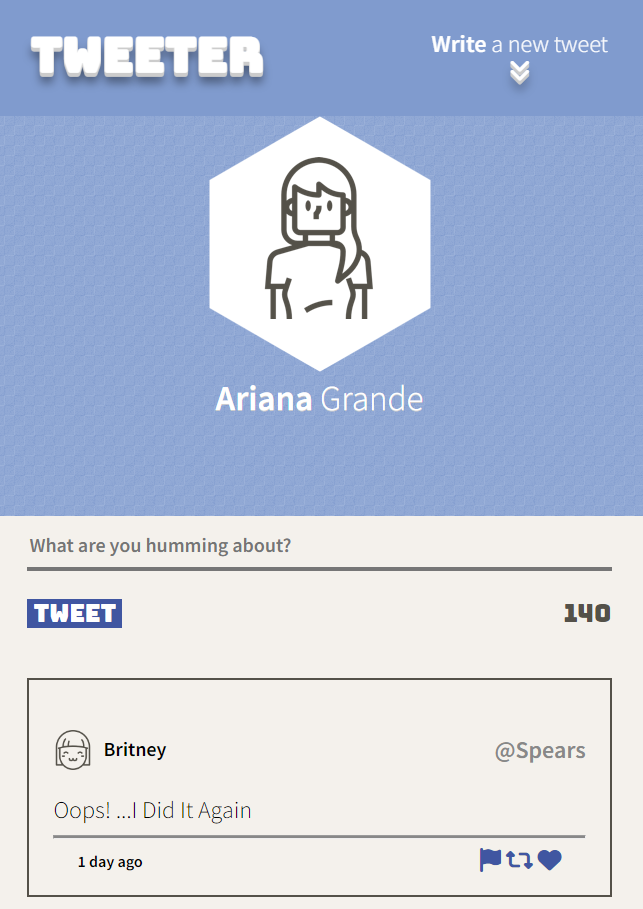 TWEETER
Write a new tweet
Ariana Grande
What are you humming about?
TWEET
140
Britney
@Spears
Oops! ...I Did It Again
1 day ago